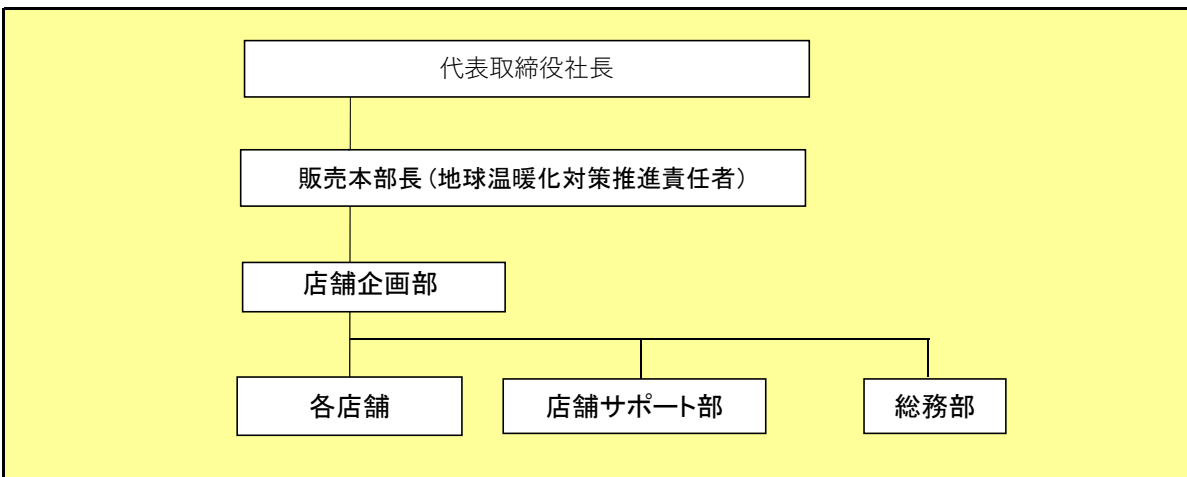 代表取締役社長
販売本部長（地球温暖化対策推進責任者）
店舗企画部
各店舗
店舗サポート部
総務部